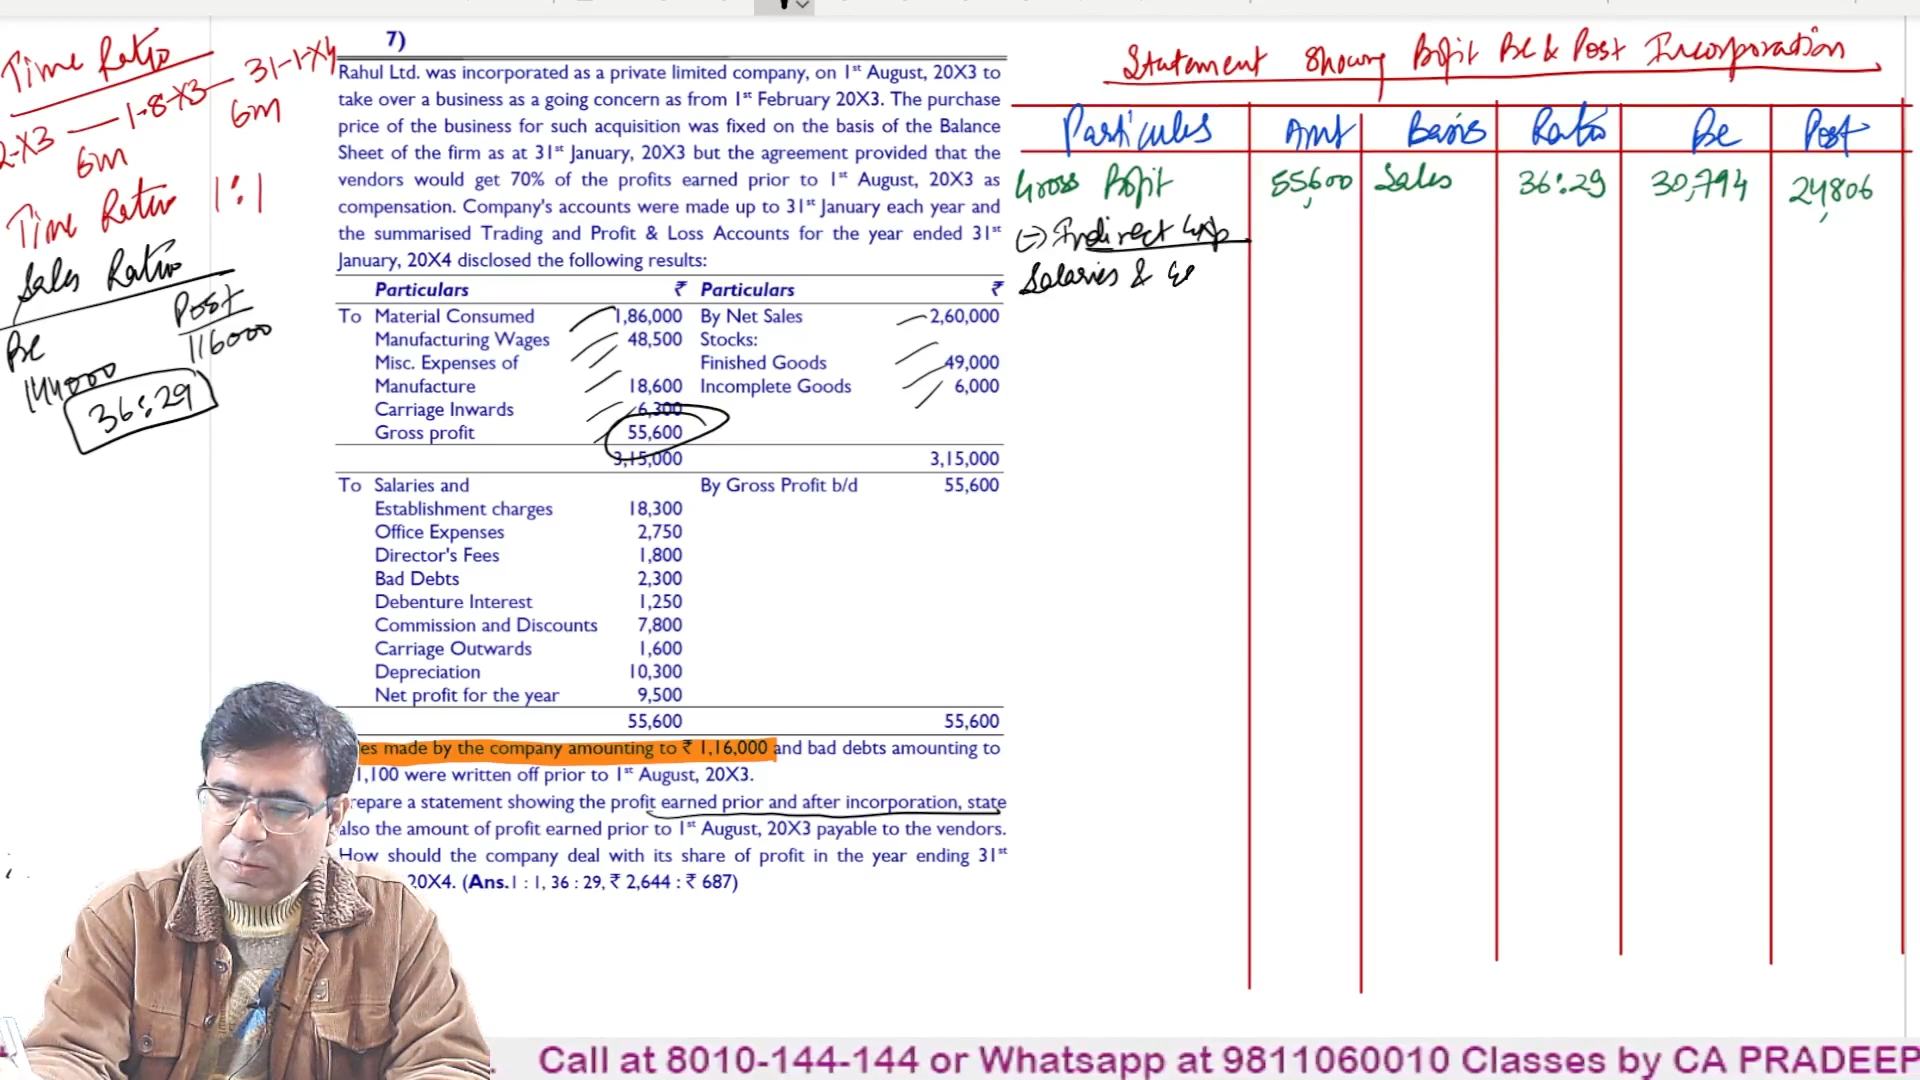 Time Ratio
2-X3 — 1-8-X3 — 31-1-X4
6m 6m
Time Ratio 1:1
Sales Ratio
Pre Post
144000 116000
36:29
7)
Rahul Ltd. was incorporated as a private limited company, on 1st August, 20X3 to
take over a business as a going concern as from 1st February 20X3. The purchase
price of the business for such acquisition was fixed on the basis of the Balance
Sheet of the firm as at 31st January, 20X3 but the agreement provided that the
vendors would get 70% of the profits earned prior to 1st August, 20X3 as
compensation. Company's accounts were made up to 31st January each year and
the summarised Trading and Profit & Loss Accounts for the year ended 31st
January, 20X4 disclosed the following results:
Particulars ₹ Particulars ₹
To Material Consumed 1,86,000 By Net Sales 2,60,000
Manufacturing Wages 48,500 Stocks:
Misc. Expenses of Finished Goods 49,000
Manufacture 18,600 Incomplete Goods 6,000
Carriage Inwards 6,300
Gross profit 55,600
3,15,000 3,15,000
To Salaries and By Gross Profit b/d 55,600
Establishment charges 18,300
Office Expenses 2,750
Director's Fees 1,800
Bad Debts 2,300
Debenture Interest 1,250
Commission and Discounts 7,800
Carriage Outwards 1,600
Depreciation 10,300
Net profit for the year 9,500
55,600 55,600
es made by the company amounting to ₹ 1,16,000 and bad debts amounting to
1,100 were written off prior to 1st August, 20X3.
repare a statement showing the profit earned prior and after incorporation, state
also the amount of profit earned prior to 1st August, 20X3 payable to the vendors.
How should the company deal with its share of profit in the year ending 31st
20X4. (Ans.1 : 1, 36 : 29, ₹ 2,644 : ₹ 687)
Statement Showing Profit Pre & Post Incorporation
Particulars Amt Basis Ratio Pre Post
Gross Profit 55,600 Sales 36:29 30,794 24,806
(-) Indirect Exp
Salaries & Es
Call at 8010-144-144 or Whatsapp at 9811060010 Classes by CA PRADEEP